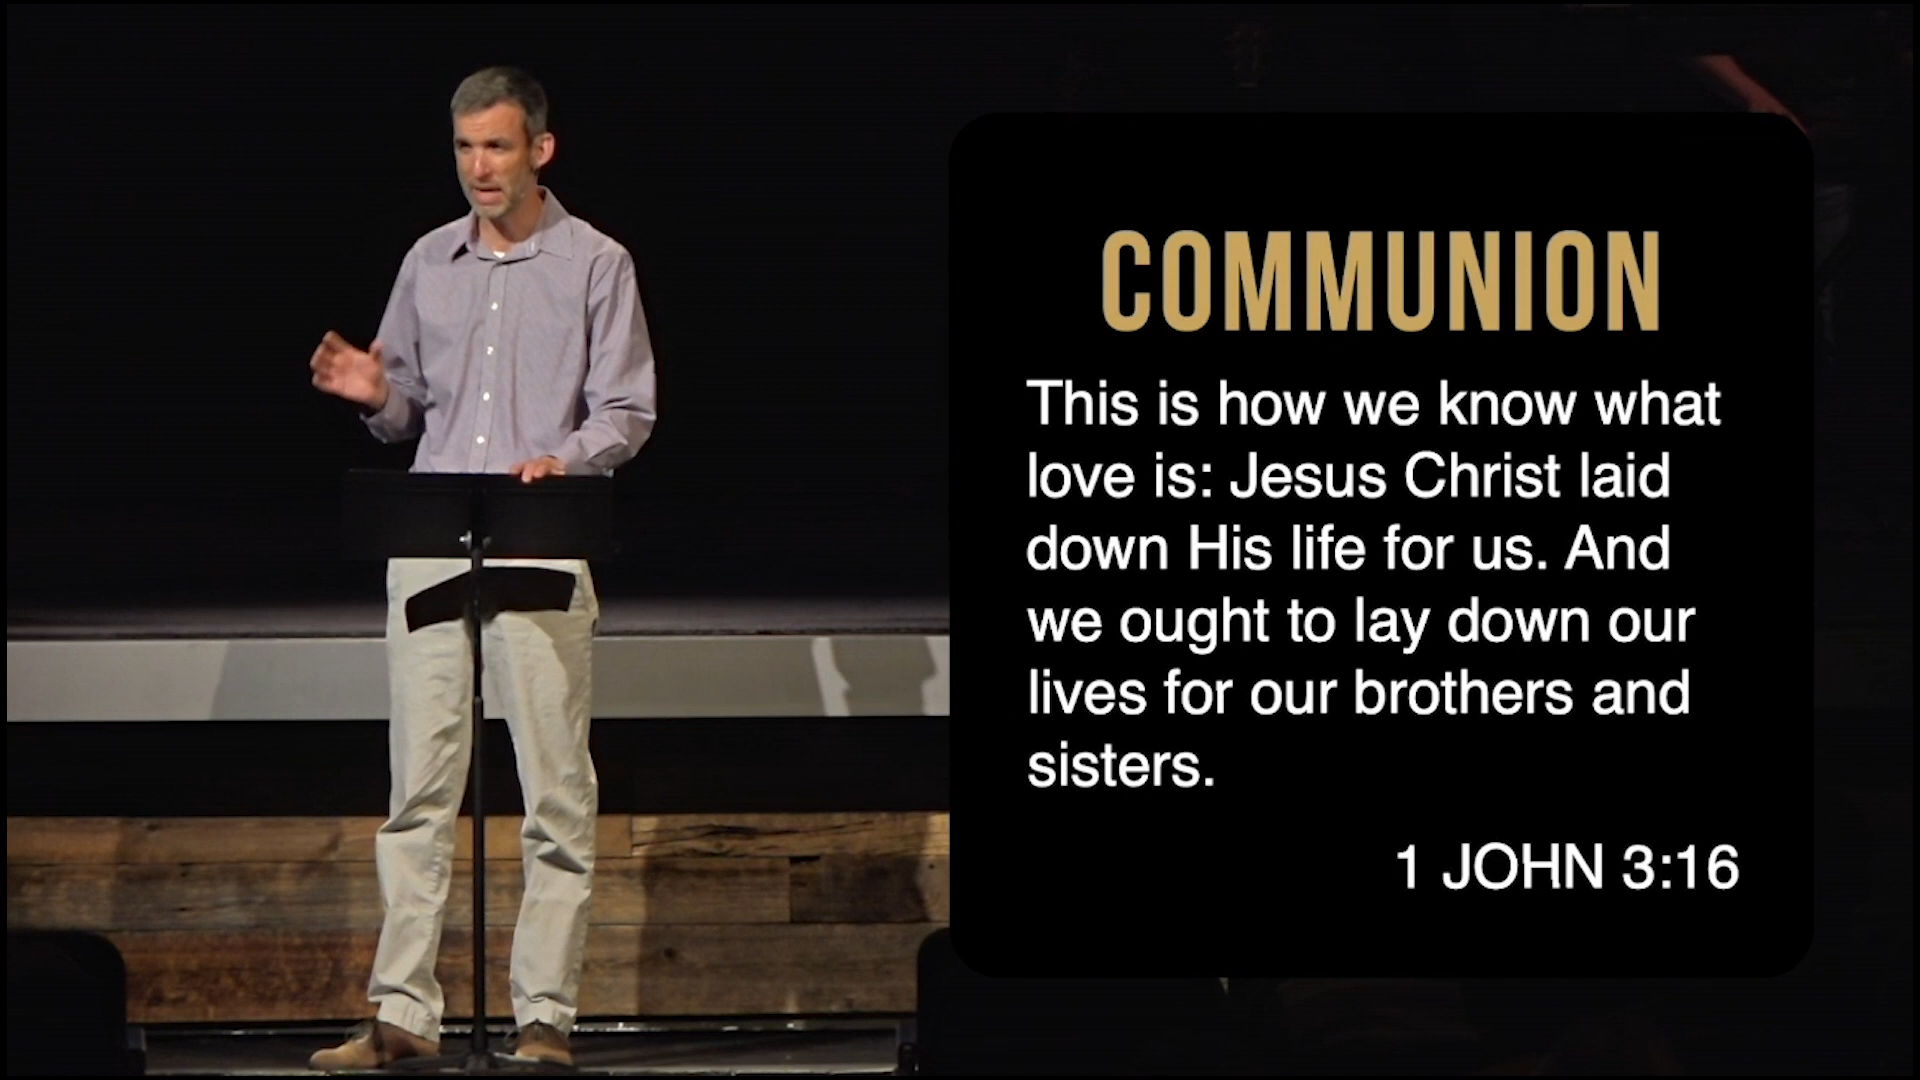 COMMUNION
This is how we know what
love is: Jesus Christ laid
down His life for us. And
we ought to lay down our
lives for our brothers and
sisters.
1 JOHN 3:16